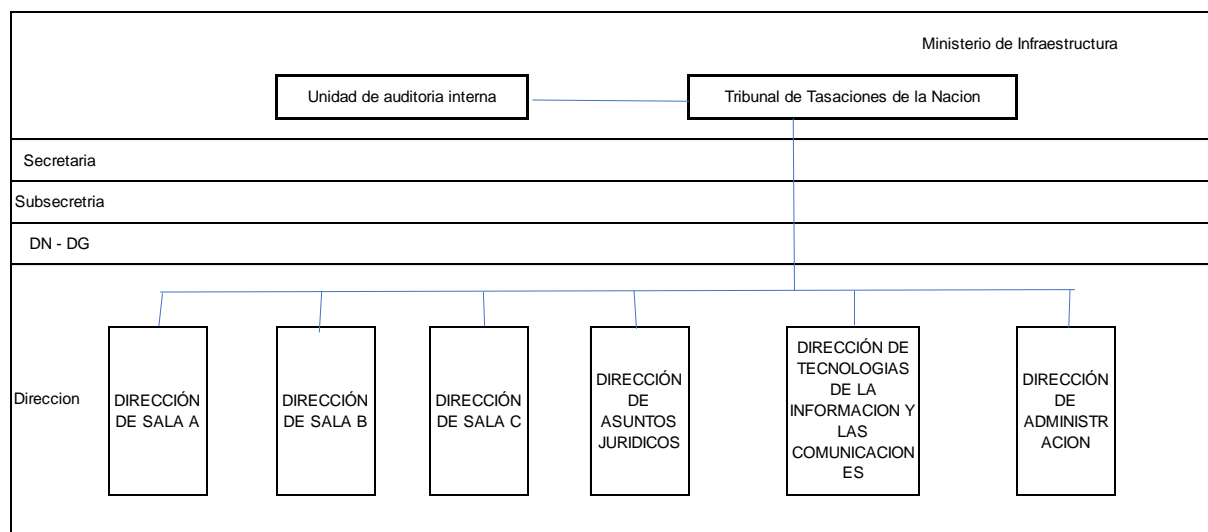 Ministerio de Infraestructura
Unidad de auditoria interna
Tribunal de Tasaciones de la Nacion
Secretaria
Subsecretria
DN - DG
Direccion
DIRECCIÓN
DE SALA A
DIRECCIÓN
DE SALA B
DIRECCIÓN
DE SALA C
DIRECCIÓN
DE
ASUNTOS
JURIDICOS
DIRECCIÓN DE
TECNOLOGIAS
DE LA
INFORMACION Y
LAS
COMUNICACION
ES
DIRECCIÓN
DE
ADMINISTR
ACION